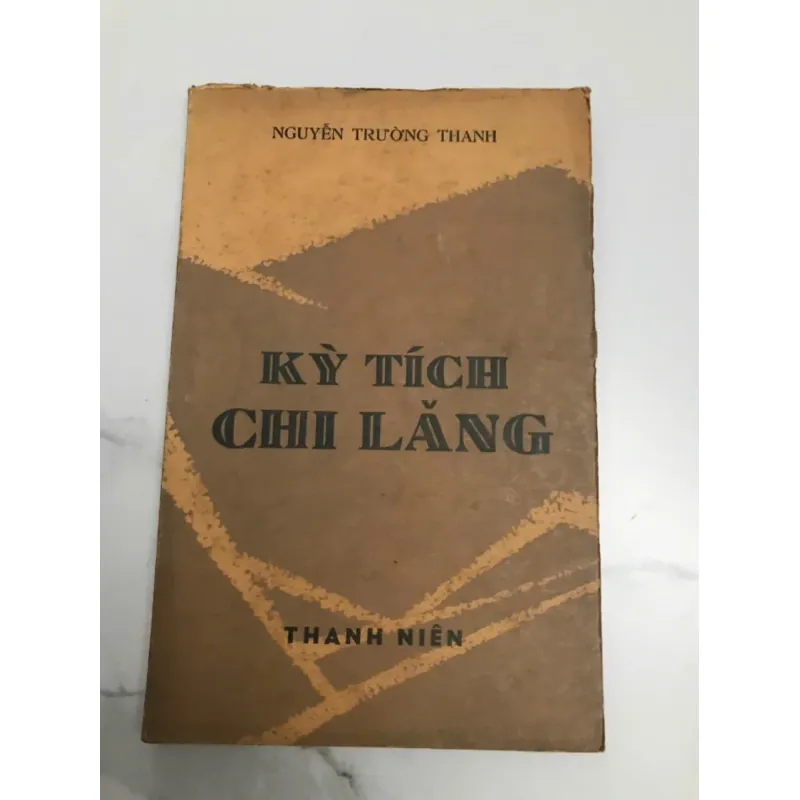 NGUYỄN TRƯỜNG THANH
KỲ TÍCH
CHI LĂNG
THANH NIÊN